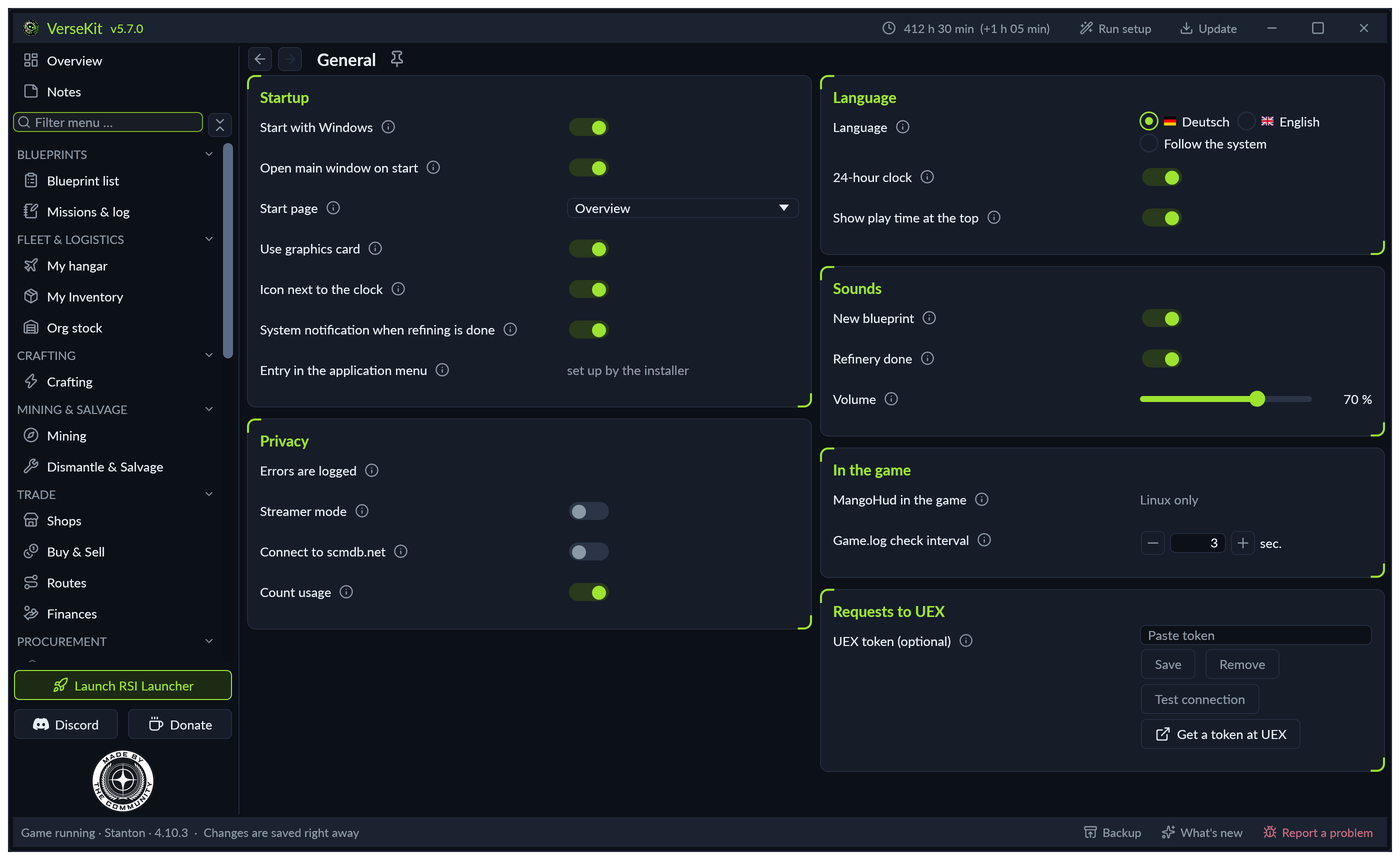 VerseKit v5.7.0
412 h 30 min (+1 h 05 min)
Run setup
Update
Overview
Notes
Filter menu ...
BLUEPRINTS
Blueprint list
Missions & log
FLEET & LOGISTICS
My hangar
My Inventory
Org stock
CRAFTING
Crafting
MINING & SALVAGE
Mining
Dismantle & Salvage
TRADE
Shops
Buy & Sell
Routes
Finances
PROCUREMENT
Launch RSI Launcher
Discord
Donate
MADE BY
THE COMMUNITY
General
Startup
Start with Windows
Open main window on start
Start page
Overview
Use graphics card
Icon next to the clock
System notification when refining is done
Entry in the application menu
set up by the installer
Privacy
Errors are logged
Streamer mode
Connect to scmdb.net
Count usage
Language
Language
Deutsch
English
Follow the system
24-hour clock
Show play time at the top
Sounds
New blueprint
Refinery done
Volume
70 %
In the game
MangoHud in the game
Linux only
Game.log check interval
3
sec.
Requests to UEX
UEX token (optional)
Paste token
Save
Remove
Test connection
Get a token at UEX
Game running · Stanton · 4.10.3 · Changes are saved right away
Backup
What's new
Report a problem